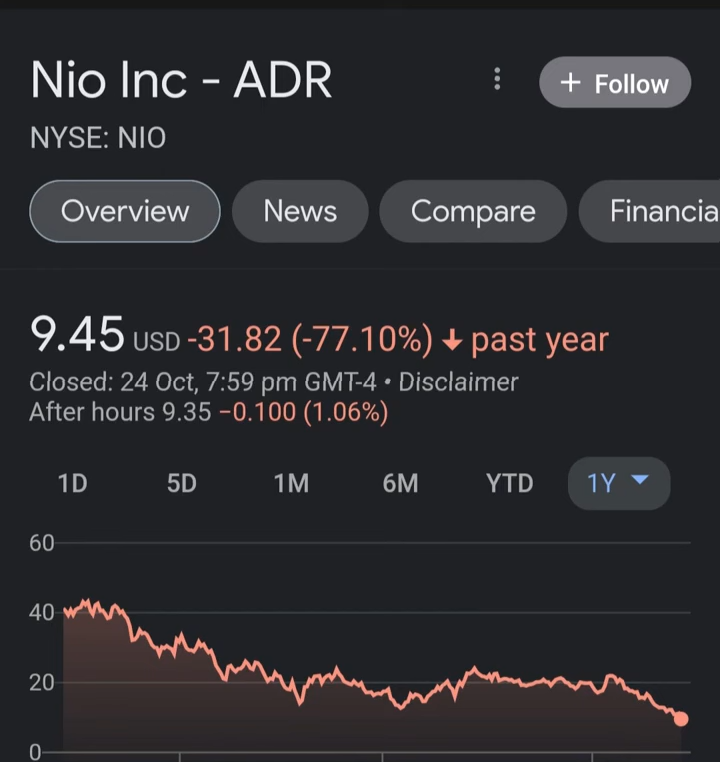 Nio Inc - ADR
+ Follow
NYSE: NIO
Overview News Compare Financia
9.45 USD -31.82 (-77.10%) ↓ past year
Closed: 24 Oct, 7:59 pm GMT-4 • Disclaimer
After hours 9.35 −0.100 (1.06%)
1D 5D 1M 6M YTD 1Y
60
40
20
0